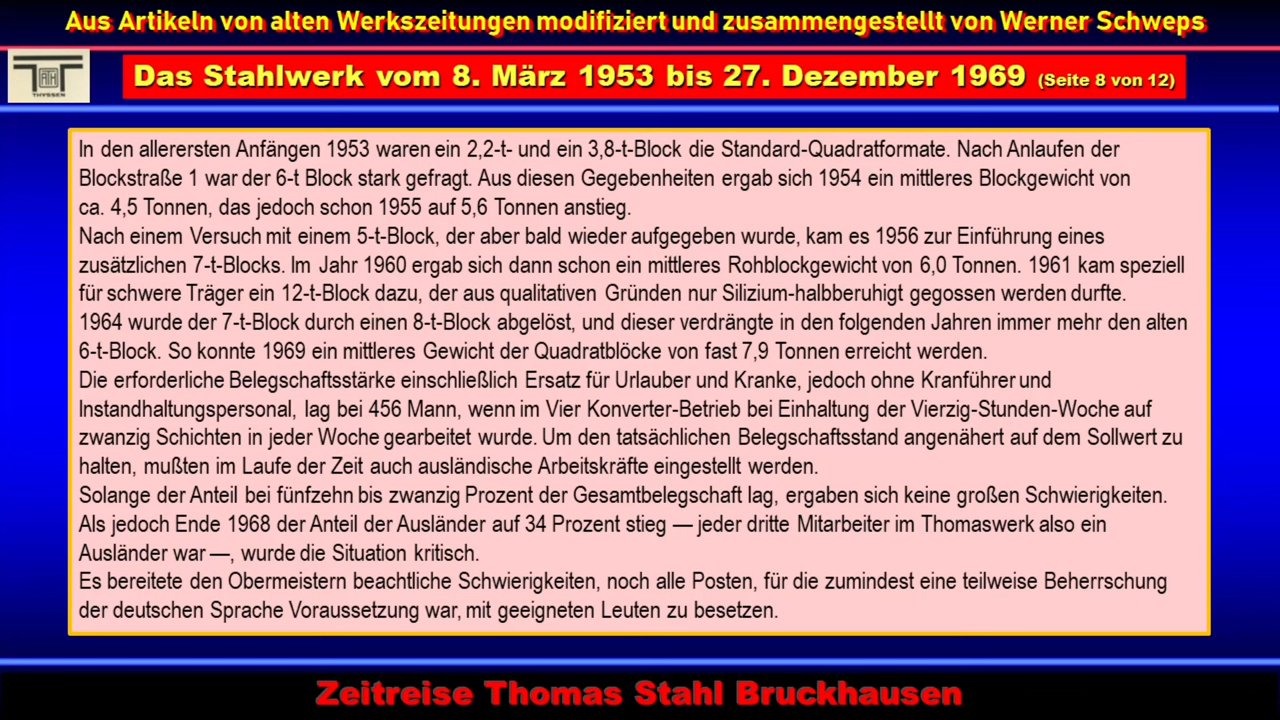 Aus Artikeln von alten Werkszeitungen modifiziert und zusammengestellt von Werner Schweps
ATH
THYSSEN
Das Stahlwerk vom 8. März 1953 bis 27. Dezember 1969 (Seite 8 von 12)
In den allerersten Anfängen 1953 waren ein 2,2-t- und ein 3,8-t-Block die Standard-Quadratformate. Nach Anlaufen der
Blockstraße 1 war der 6-t Block stark gefragt. Aus diesen Gegebenheiten ergab sich 1954 ein mittleres Blockgewicht von
ca. 4,5 Tonnen, das jedoch schon 1955 auf 5,6 Tonnen anstieg.
Nach einem Versuch mit einem 5-t-Block, der aber bald wieder aufgegeben wurde, kam es 1956 zur Einführung eines
zusätzlichen 7-t-Blocks. Im Jahr 1960 ergab sich dann schon ein mittleres Rohblockgewicht von 6,0 Tonnen. 1961 kam speziell
für schwere Träger ein 12-t-Block dazu, der aus qualitativen Gründen nur Silizium-halbberuhigt gegossen werden durfte.
1964 wurde der 7-t-Block durch einen 8-t-Block abgelöst, und dieser verdrängte in den folgenden Jahren immer mehr den alten
6-t-Block. So konnte 1969 ein mittleres Gewicht der Quadratblöcke von fast 7,9 Tonnen erreicht werden.
Die erforderliche Belegschaftsstärke einschließlich Ersatz für Urlauber und Kranke, jedoch ohne Kranführer und
Instandhaltungspersonal, lag bei 456 Mann, wenn im Vier Konverter-Betrieb bei Einhaltung der Vierzig-Stunden-Woche auf
zwanzig Schichten in jeder Woche gearbeitet wurde. Um den tatsächlichen Belegschaftsstand angenähert auf dem Sollwert zu
halten, mußten im Laufe der Zeit auch ausländische Arbeitskräfte eingestellt werden.
Solange der Anteil bei fünfzehn bis zwanzig Prozent der Gesamtbelegschaft lag, ergaben sich keine großen Schwierigkeiten.
Als jedoch Ende 1968 der Anteil der Ausländer auf 34 Prozent stieg — jeder dritte Mitarbeiter im Thomaswerk also ein
Ausländer war —, wurde die Situation kritisch.
Es bereitete den Obermeistern beachtliche Schwierigkeiten, noch alle Posten, für die zumindest eine teilweise Beherrschung
der deutschen Sprache Voraussetzung war, mit geeigneten Leuten zu besetzen.
Zeitreise Thomas Stahl Bruckhausen